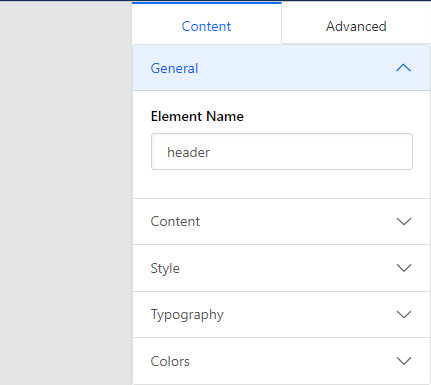 Content Advanced
General
Element Name
header
Content
Style
Typography
Colors